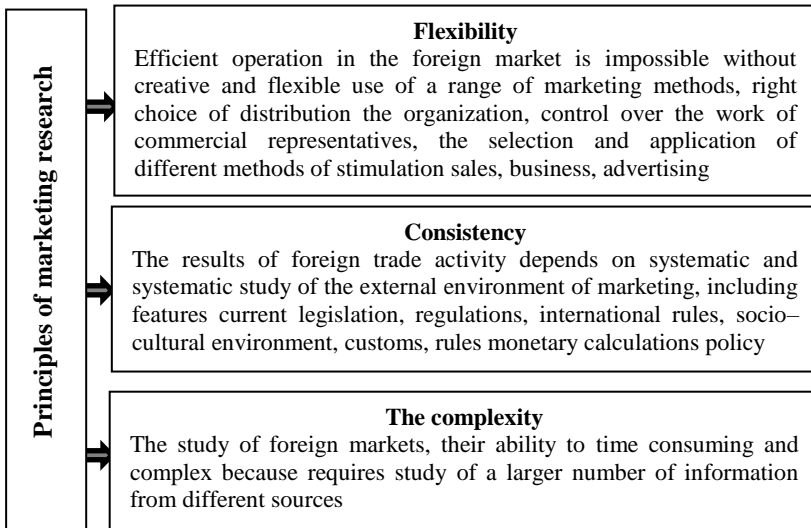 Principles of marketing research
Flexibility
Efficient operation in the foreign market is impossible without
creative and flexible use of a range of marketing methods, right
choice of distribution the organization, control over the work of
commercial representatives, the selection and application of
different methods of stimulation sales, business, advertising
Consistency
The results of foreign trade activity depends on systematic and
systematic study of the external environment of marketing, including
features current legislation, regulations, international rules, socio–
cultural environment, customs, rules monetary calculations policy
The complexity
The study of foreign markets, their ability to time consuming and
complex because requires study of a larger number of information
from different sources